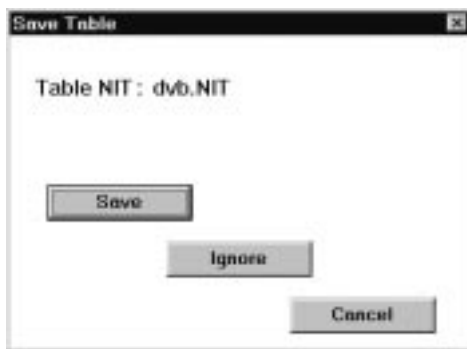 Save Table
Table NIT : dvb.NIT
Save
Ignore
Cancel